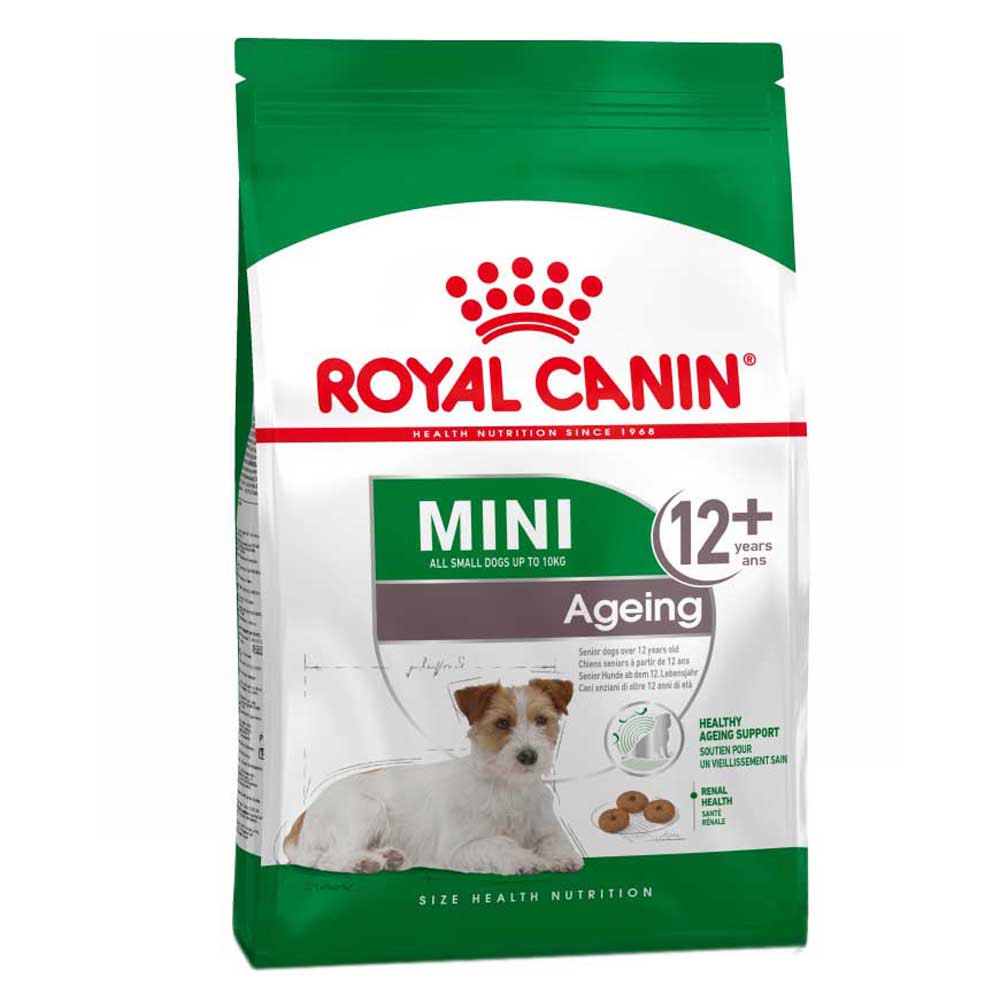 ROYAL CANIN®
HEALTH NUTRITION SINCE 1968
MINI
ALL SMALL DOGS UP TO 10KG
12+
years
ans
Ageing
Senior dogs over 12 years old
Chiens seniors à partir de 12 ans
Senior Hunde ab dem 12. Lebensjahr
Cani anziani di oltre 12 anni di età
HEALTHY
AGEING SUPPORT
SOUTIEN POUR
UN VIEILLISSEMENT SAIN
RENAL
HEALTH
SANTÉ
RÉNALE
SIZE HEALTH NUTRITION